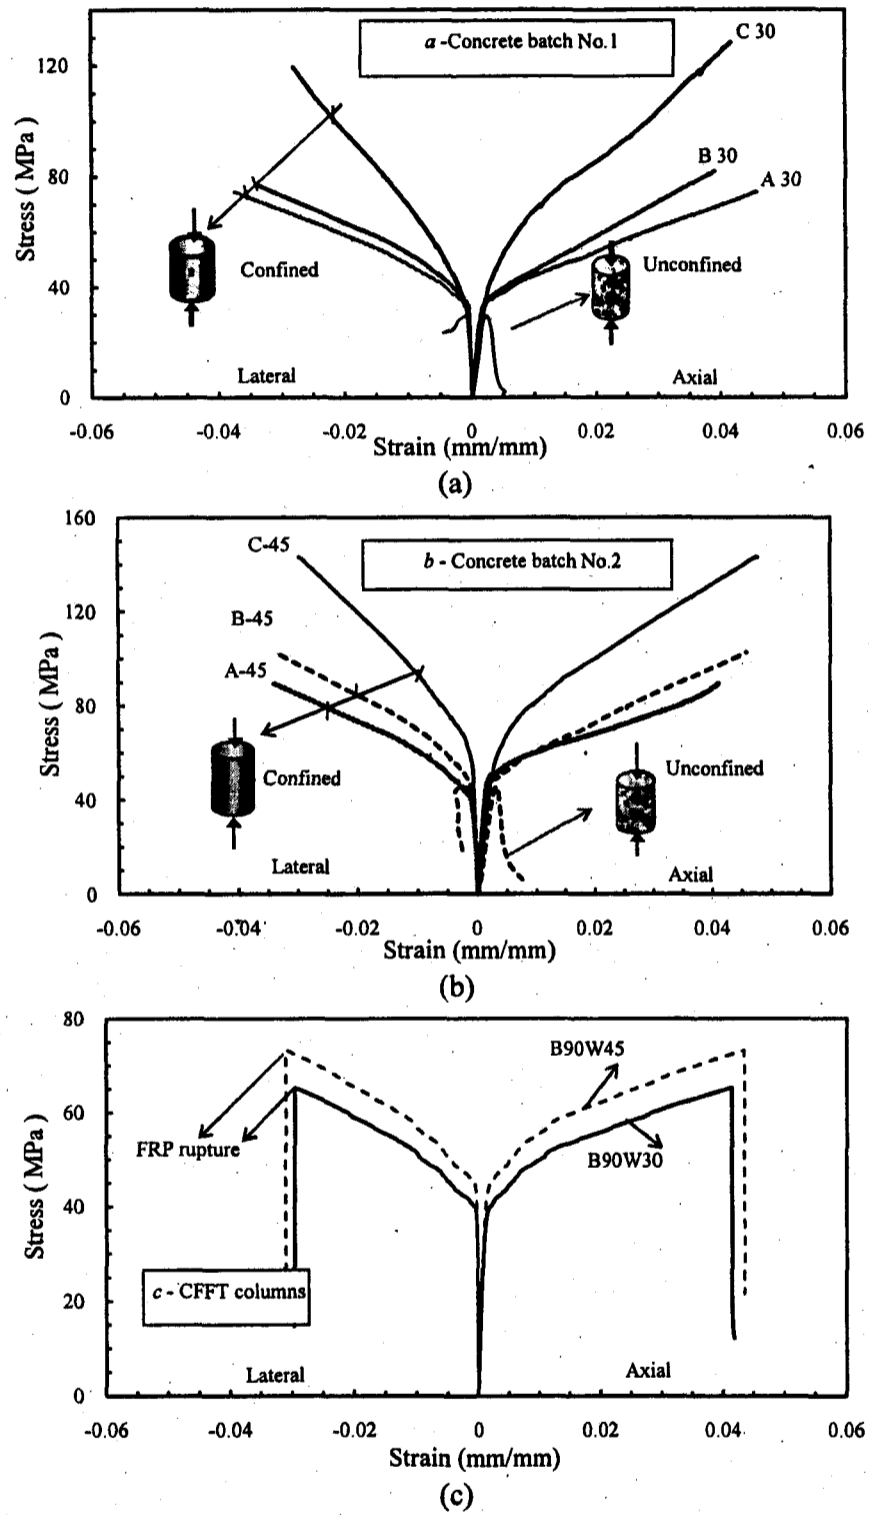 a -Concrete batch No.1
C 30
120
B 30
A 30
80
Stress ( MPa )
Confined
Unconfined
40
Lateral
Axial
0
-0.06 -0.04 -0.02 0 0.02 0.04 0.06
Strain (mm/mm)
(a)
160
C-45
b - Concrete batch No.2
120
B-45
A-45
80
Stress ( MPa )
Confined
Unconfined
40
Lateral
Axial
0
-0.06 -0.04 -0.02 0 0.02 0.04 0.06
Strain (mm/mm)
(b)
80
B90W45
60
FRP rupture
B90W30
Stress ( MPa )
40
c - CFFT columns
20
Lateral
Axial
0
-0.06 -0.04 -0.02 0 0.02 0.04 0.06
Strain (mm/mm)
(c)